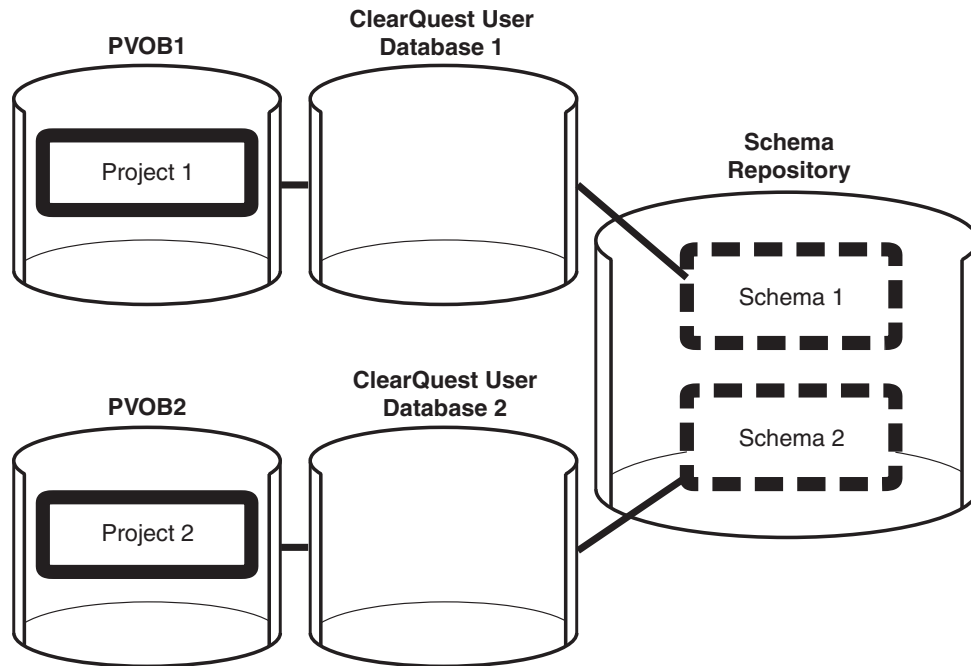 PVOB1
ClearQuest User
Database 1
Project 1
Schema
Repository
Schema 1
PVOB2
ClearQuest User
Database 2
Schema 2
Project 2